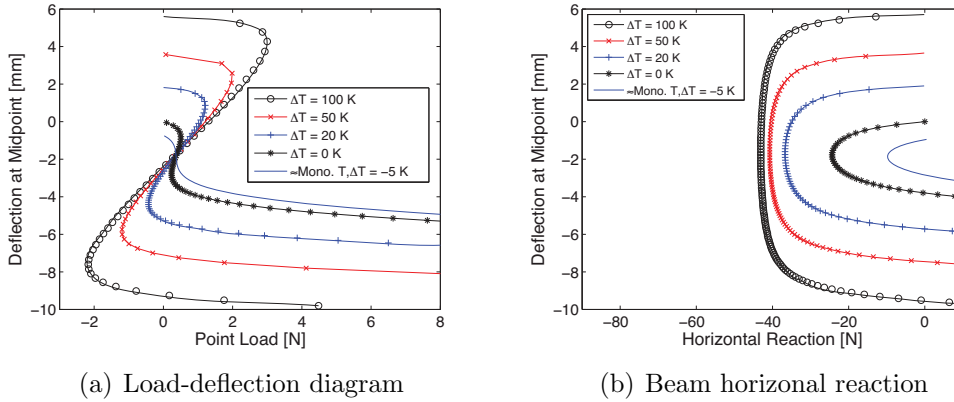 6
4
2
0
−2
−4
−6
−8
−10
Deflection at Midpoint [mm]
ΔT = 100 K
ΔT = 50 K
ΔT = 20 K
ΔT = 0 K
≈Mono. T,ΔT = −5 K
−2 0 2 4 6 8
Point Load [N]
(a) Load-deflection diagram
6
4
2
0
−2
−4
−6
−8
−10
Deflection at Midpoint [mm]
ΔT = 100 K
ΔT = 50 K
ΔT = 20 K
ΔT = 0 K
≈Mono. T,ΔT = −5 K
−80 −60 −40 −20 0
Horizontal Reaction [N]
(b) Beam horizonal reaction